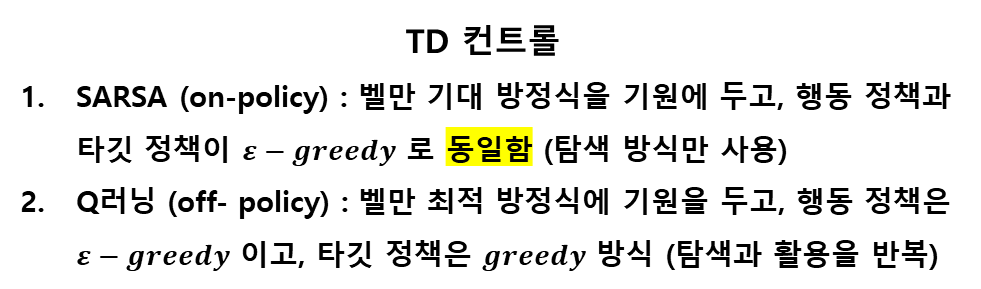 TD 컨트롤
1. SARSA (on-policy) : 벨만 기대 방정식을 기원에 두고, 행동 정책과
타깃 정책이 𝜺 − 𝒈𝒓𝒆𝒆𝒅𝒚 로 동일함 (탐색 방식만 사용)
2. Q러닝 (off- policy) : 벨만 최적 방정식에 기원을 두고, 행동 정책은
𝜺 − 𝒈𝒓𝒆𝒆𝒅𝒚 이고, 타깃 정책은 𝒈𝒓𝒆𝒆𝒅𝒚 방식 (탐색과 활용을 반복)